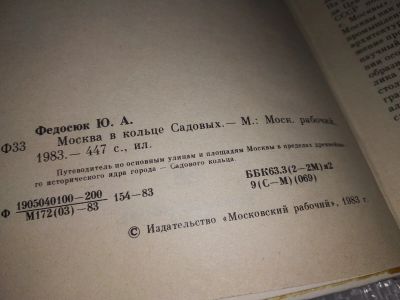 Федосюк Ю. А.
Ф33 Москва в кольце Садовых.— М.: Моск. рабочий,
1983.— 447 с., ил.
Путеводитель по основным улицам и площадям Москвы в пределах
го исторического ядра города — Садового кольца.
Ф 1905040100—200 154—83
М172(03)—83
ББК63.3(2—2М)я2
9(С—М)(069)
© Издательство «Московский рабочий», 1983 г.
СССР
Москвы